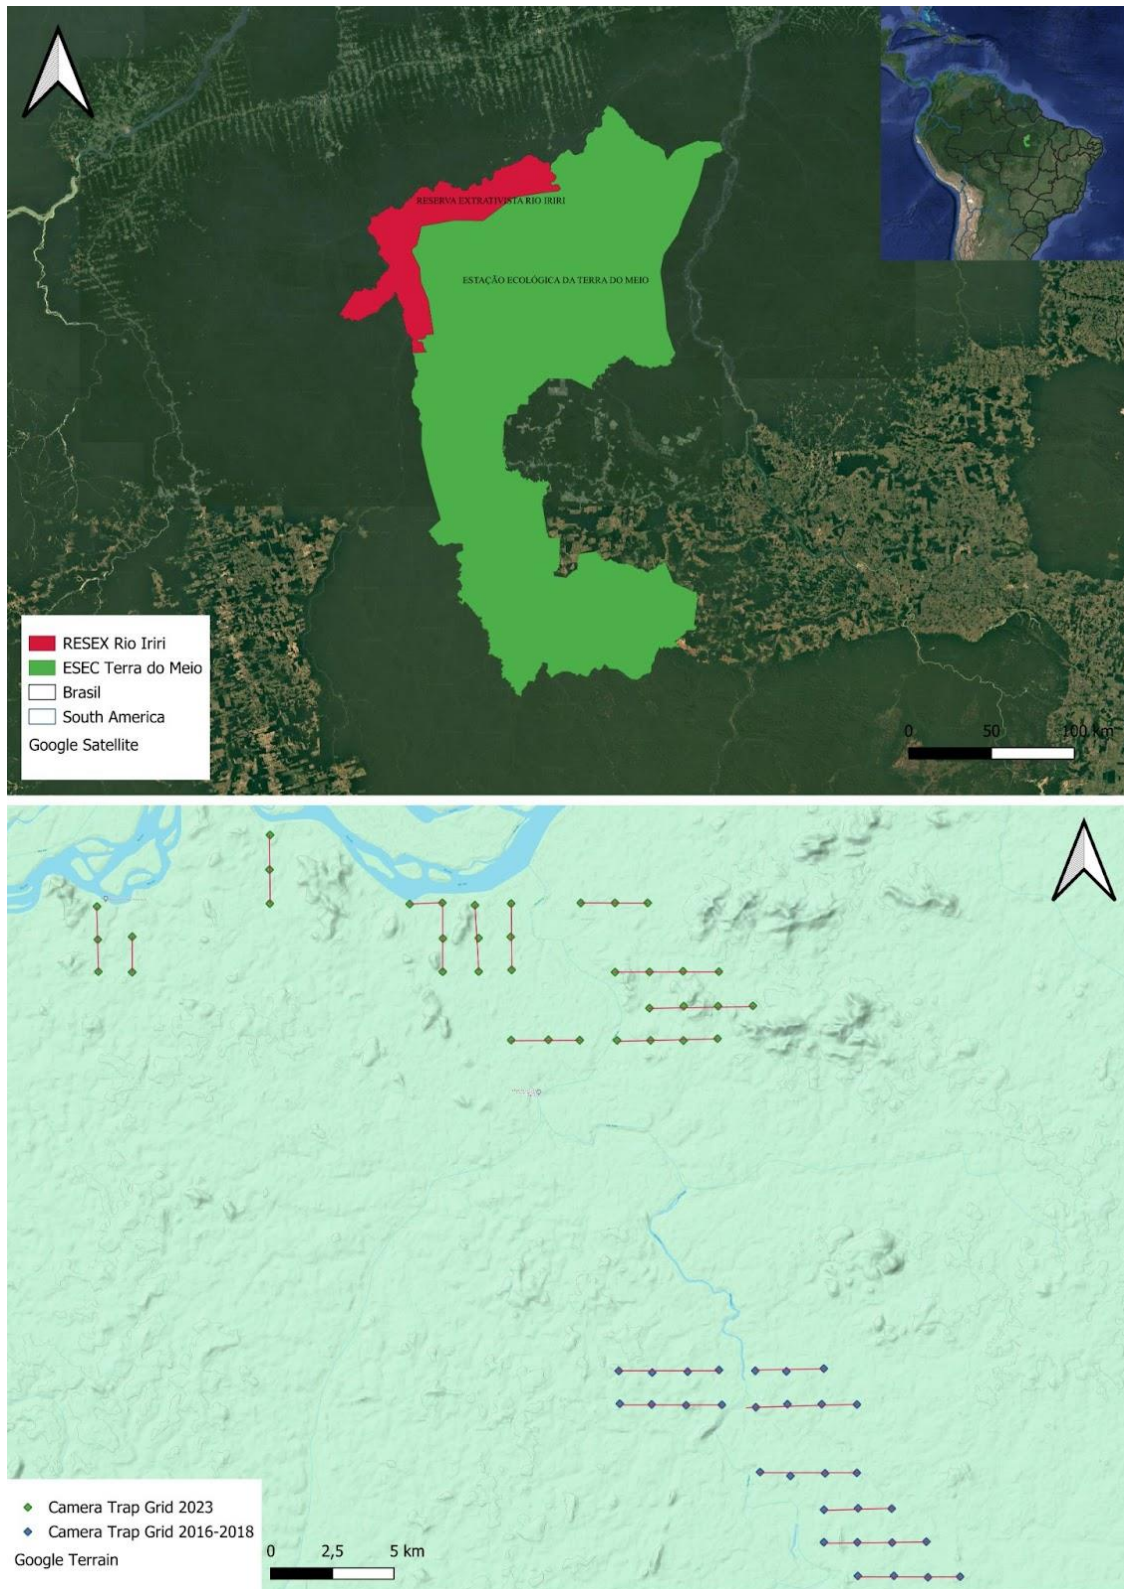 RESERVA EXTRATIVISTA RIO IRIRI
ESTAÇÃO ECOLÓGICA DA TERRA DO MEIO
RESEX Rio Iriri
ESEC Terra do Meio
Brasil
South America
Google Satellite
0 50 100 km
Camera Trap Grid 2023
Camera Trap Grid 2016-2018
Google Terrain
0 2,5 5 km